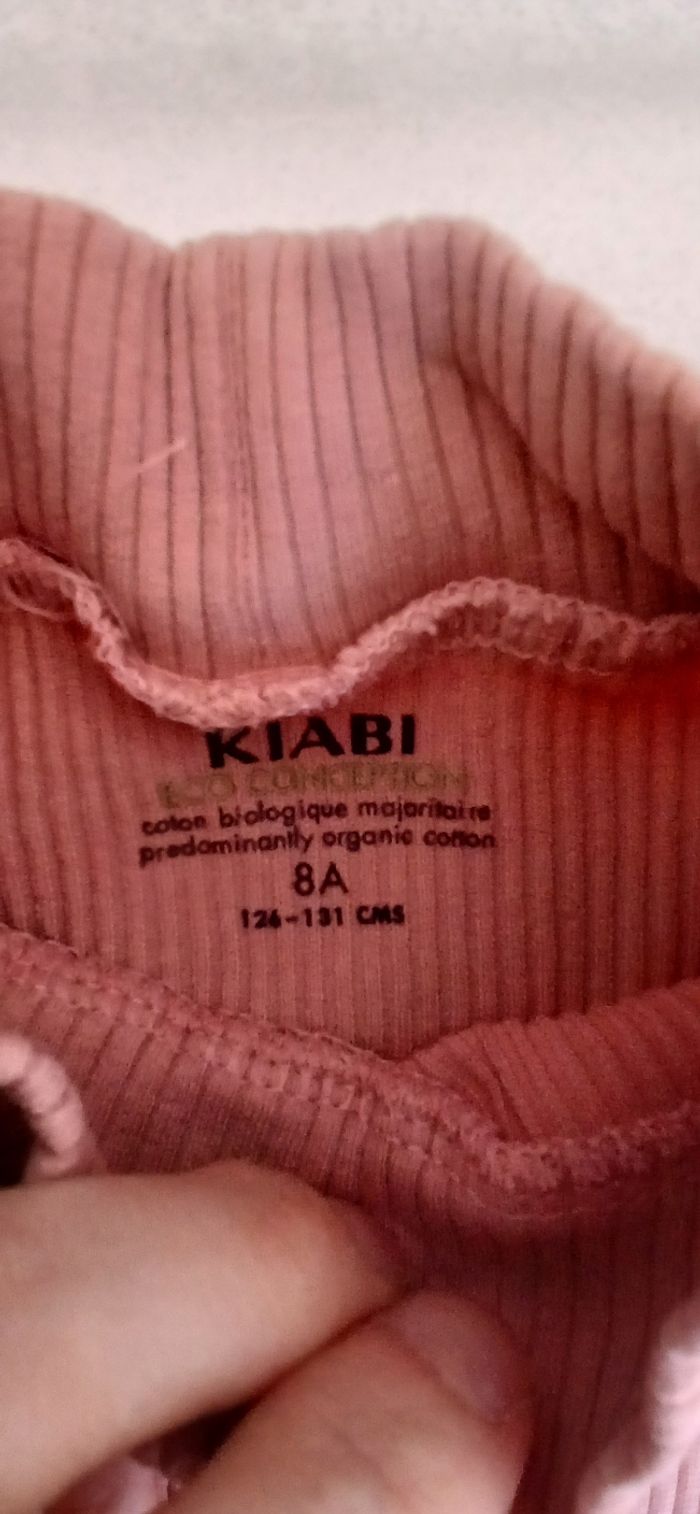 KIABI
ECO CONCEPTION
coton biologique majoritaire
predominantly organic cotton
8A
126-131 CMS